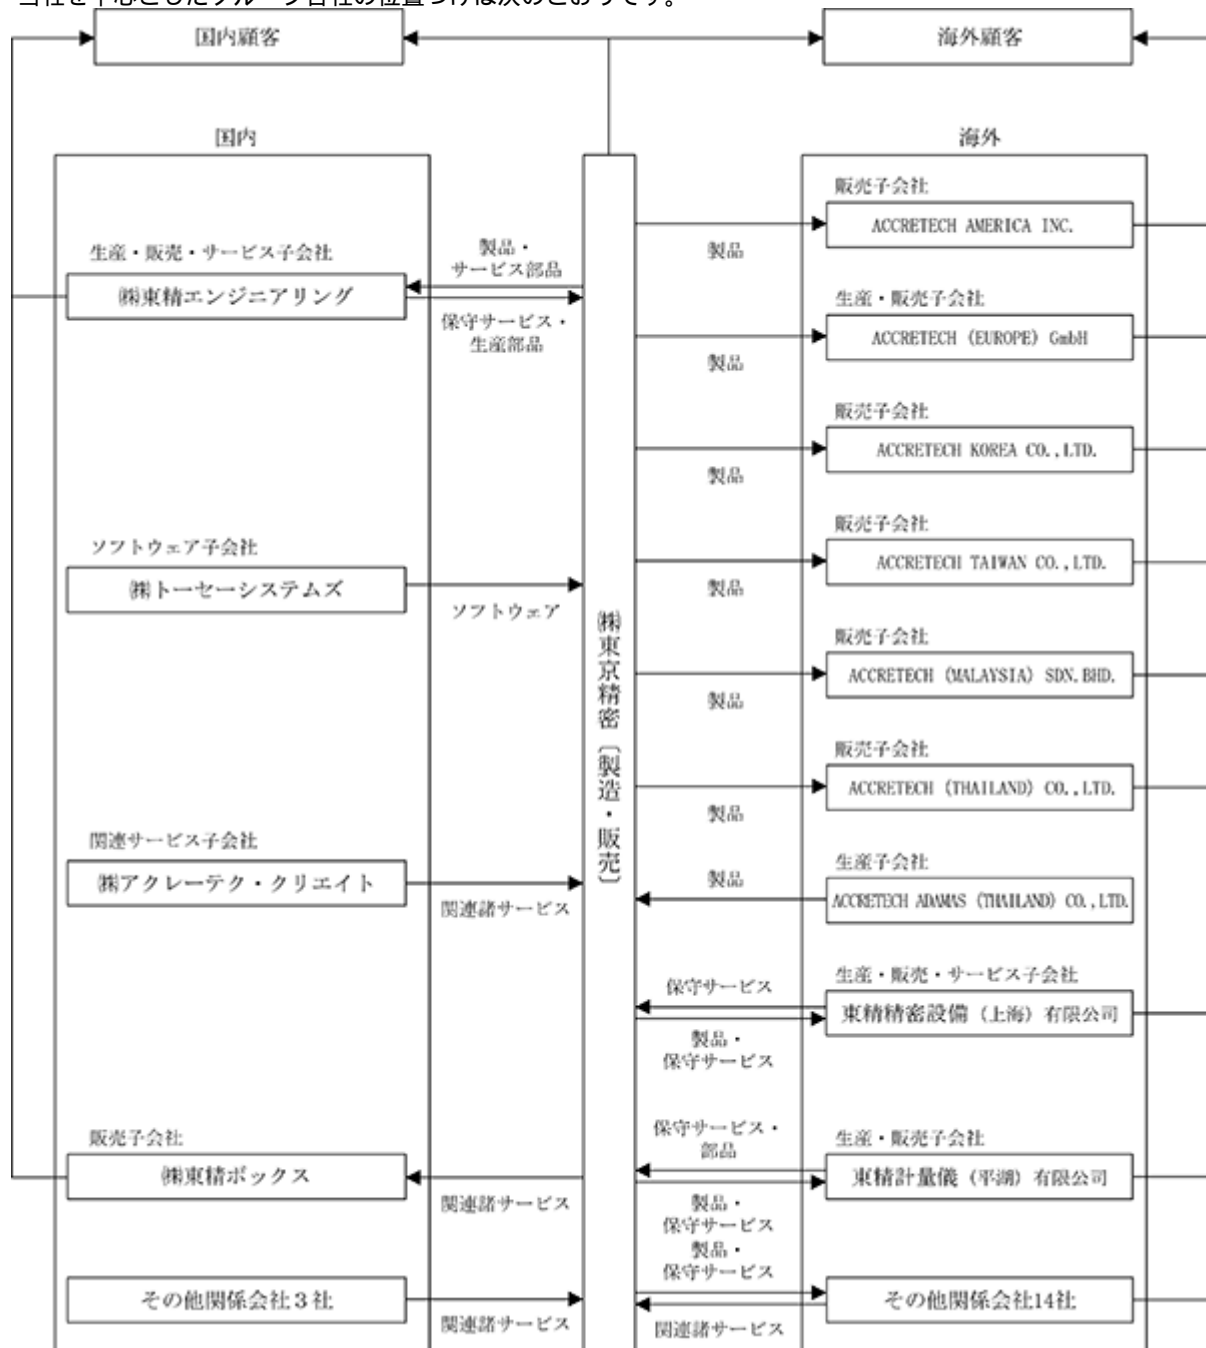 当社を中心としたグループ各社の位置づけは次のとおりです。
国内顧客
海外顧客
国内
海外
生産・販売・サービス子会社
㈱東精エンジニアリング
製品・
サービス部品
保守サービス・
生産部品
ソフトウェア子会社
㈱トーセーシステムズ
ソフトウェア
関連サービス子会社
㈱アクレーテク・クリエイト
関連諸サービス
販売子会社
㈱東精ボックス
関連諸サービス
その他関係会社3社
関連諸サービス
㈱東京精密〔製造・販売〕
販売子会社
ACCRETECH AMERICA INC.
製品
生産・販売子会社
ACCRETECH (EUROPE) GmbH
製品
販売子会社
ACCRETECH KOREA CO.,LTD.
製品
販売子会社
ACCRETECH TAIWAN CO.,LTD.
製品
販売子会社
ACCRETECH (MALAYSIA) SDN.BHD.
製品
販売子会社
ACCRETECH (THAILAND) CO.,LTD.
製品
生産子会社
製品
ACCRETECH ADAMAS (THAILAND) CO.,LTD.
生産・販売・サービス子会社
保守サービス
東精精密設備（上海）有限公司
製品・
保守サービス
保守サービス・
部品
生産・販売子会社
東精計量儀（平湖）有限公司
製品・
保守サービス
製品・
保守サービス
その他関係会社14社
関連諸サービス